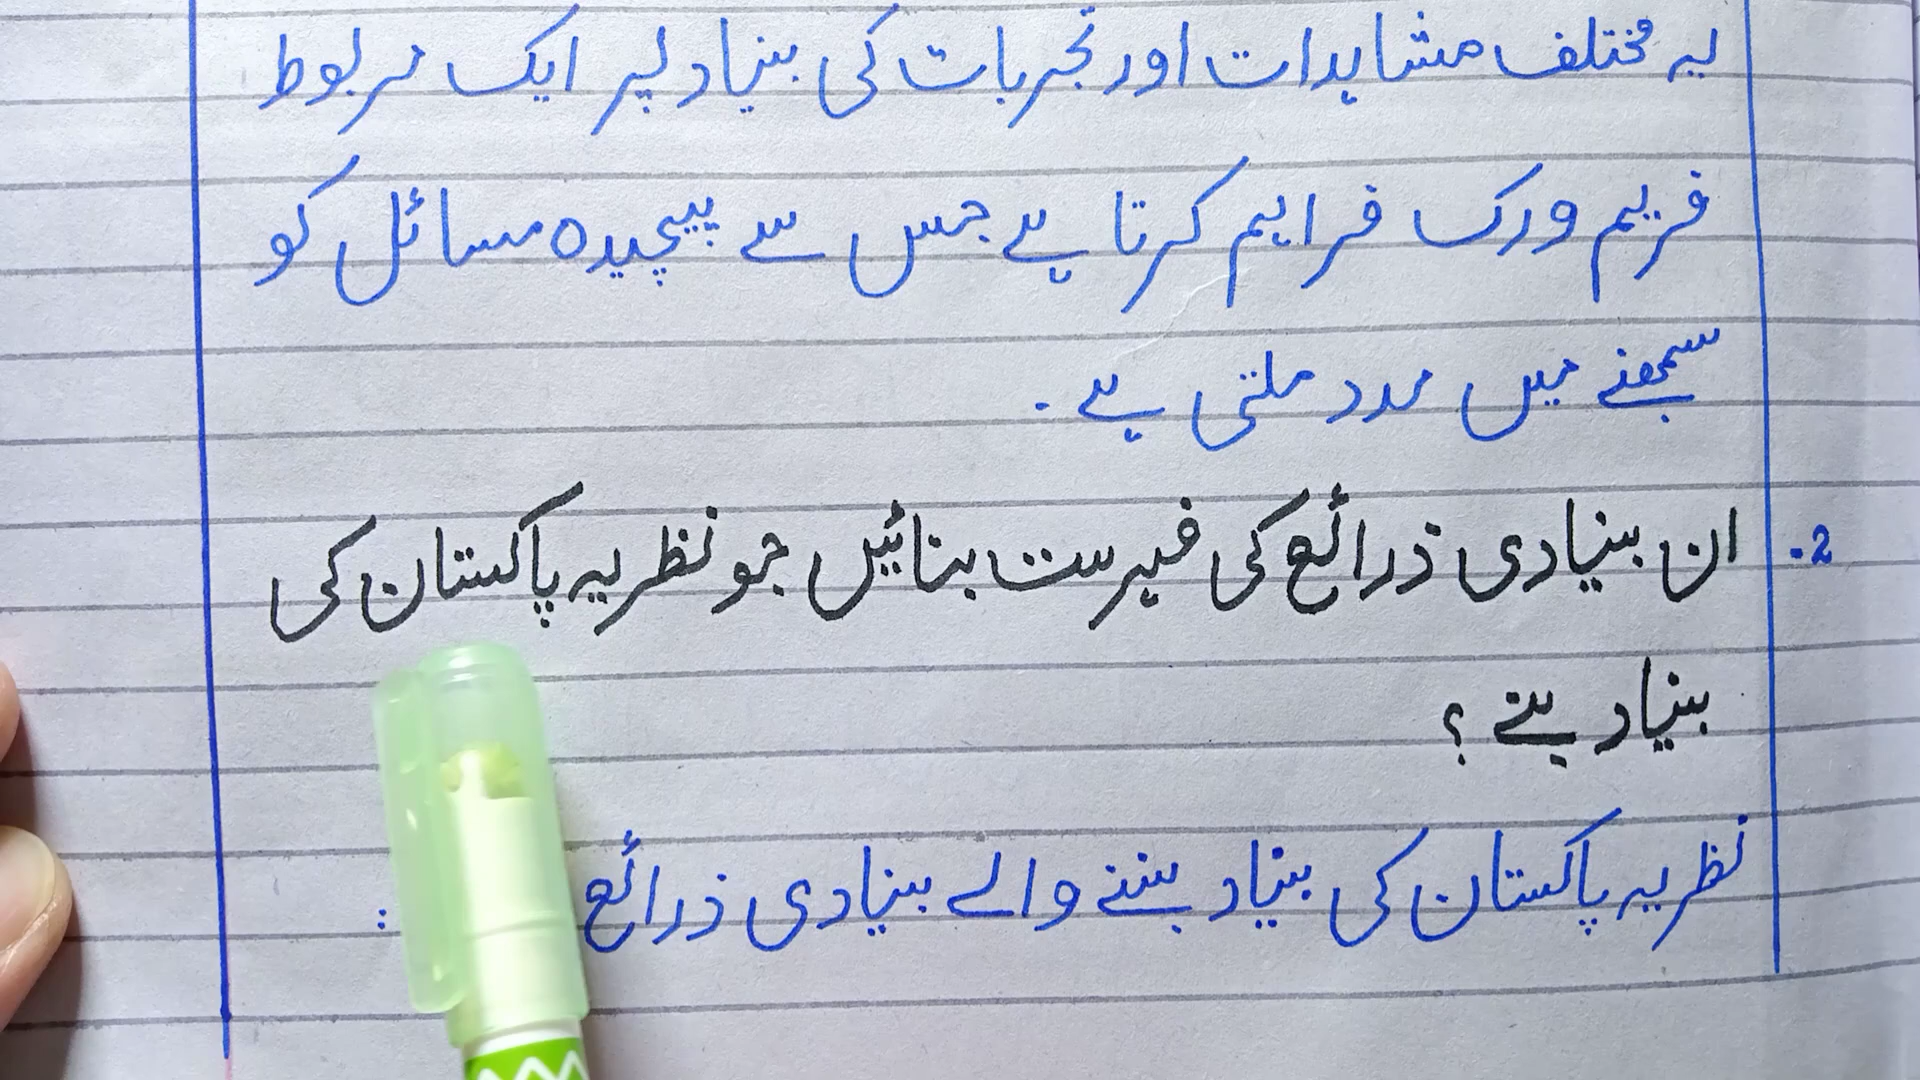 یہ مختلف مشاہدات اور تجربات کی بنیاد پر ایک مربوط
فریم ورک فراہم کرتا ہے جس سے پیچیدہ مسائل کو
سمجھنے میں مدد ملتی ہے ۔
2. ان بنیادی ذرائع کی فہرست بنائیں جو نظریہ پاکستان کی
بنیاد بنے ؟
نظریہ پاکستان کی بنیاد بننے والے بنیادی ذرائع :